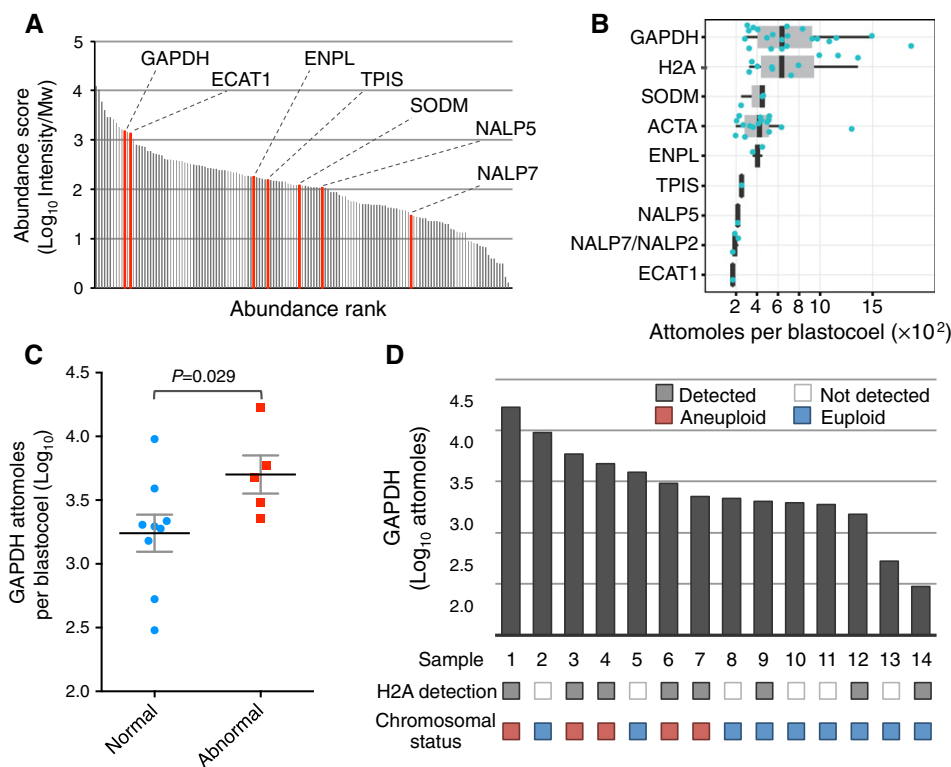 A
Abundance score
(Log10 Intensity/Mw)
5
4
3
2
1
0
GAPDH
ECAT1
ENPL
TPIS
SODM
NALP5
NALP7
Abundance rank
B
GAPDH
H2A
SODM
ACTA
ENPL
TPIS
NALP5
NALP7/NALP2
ECAT1
2 4 6 8 10 15
Attomoles per blastocoel (×10²)
C
GAPDH attomoles
per blastocoel (Log10)
4.5
4.0
3.5
3.0
2.5
2.0
P=0.029
Normal
Abnormal
D
GAPDH
(Log10 attomoles)
4.5
4.0
3.5
3.0
2.5
2.0
Detected
Not detected
Aneuploid
Euploid
Sample 1 2 3 4 5 6 7 8 9 10 11 12 13 14
H2A detection
Chromosomal
status